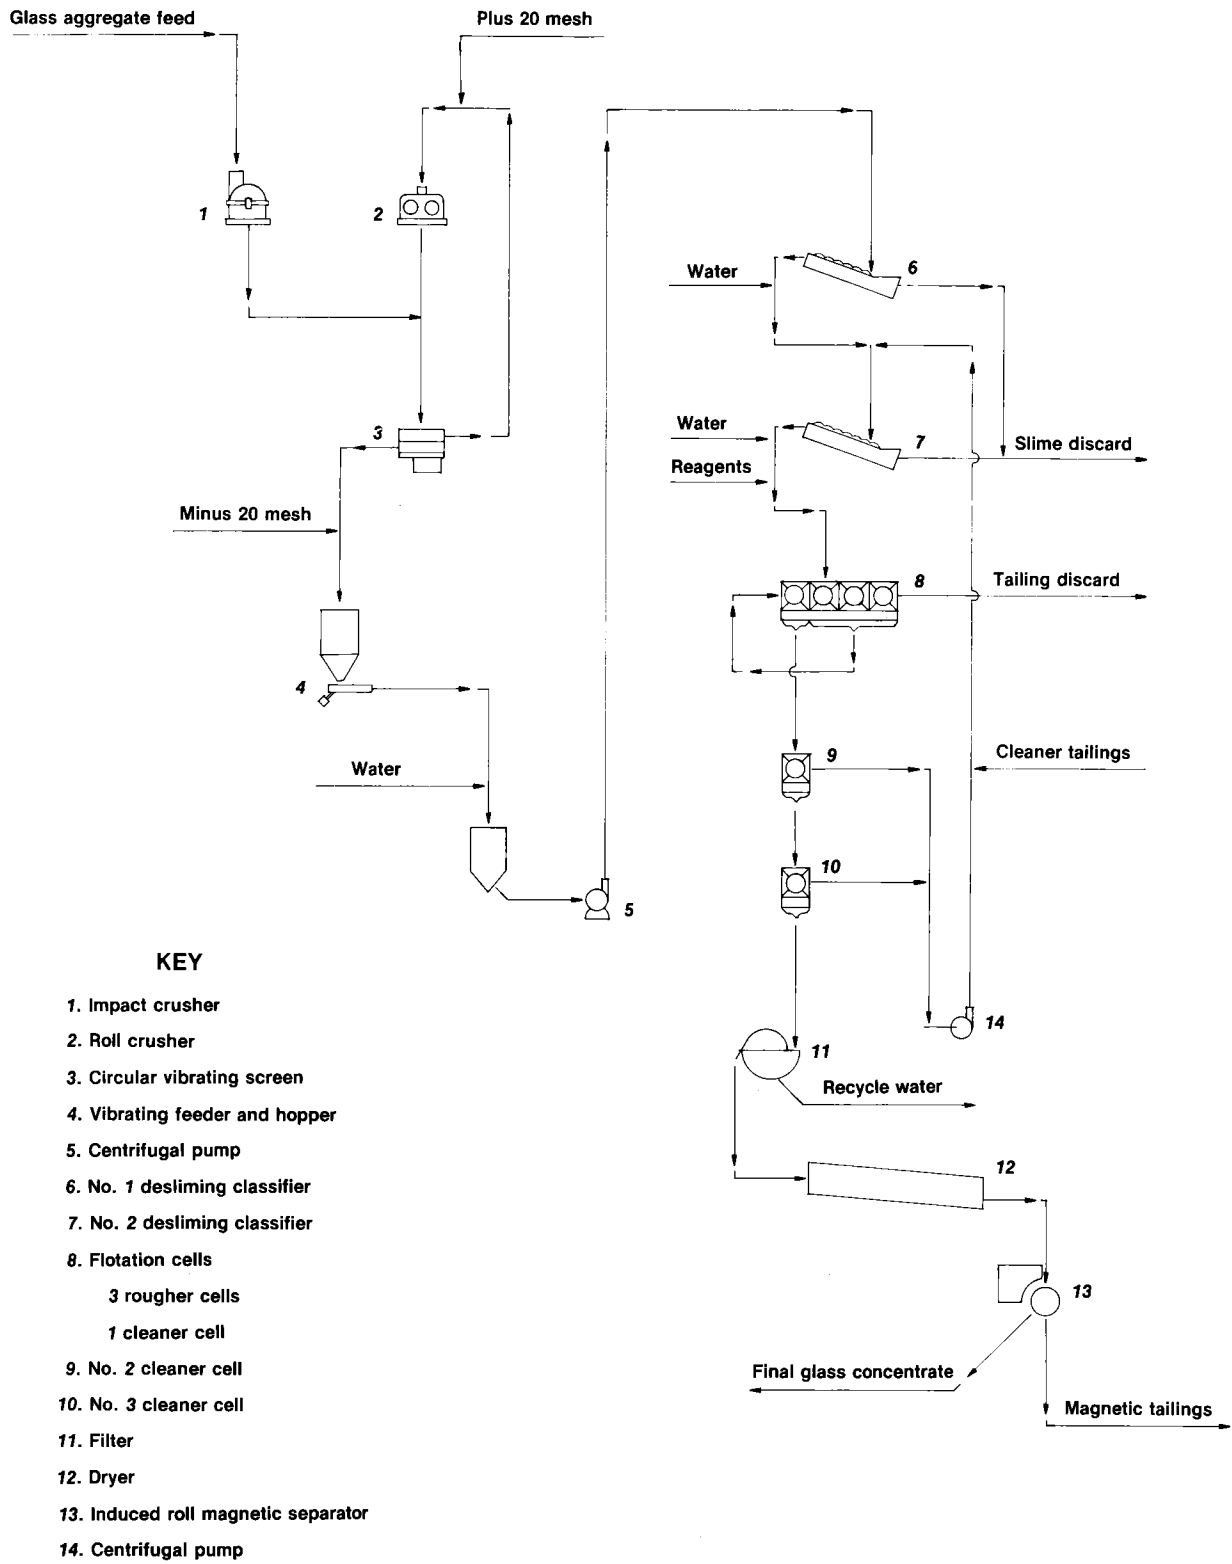 Glass aggregate feed
Plus 20 mesh
1
2
6
Water
3
Water
7
Slime discard
Reagents
Minus 20 mesh
8
Tailing discard
4
9
Cleaner tailings
Water
10
5
KEY
1. Impact crusher
2. Roll crusher
3. Circular vibrating screen
4. Vibrating feeder and hopper
5. Centrifugal pump
6. No. 1 desliming classifier
7. No. 2 desliming classifier
8. Flotation cells
3 rougher cells
1 cleaner cell
9. No. 2 cleaner cell
10. No. 3 cleaner cell
11. Filter
12. Dryer
13. Induced roll magnetic separator
14. Centrifugal pump
14
11
Recycle water
12
13
Final glass concentrate
Magnetic tailings